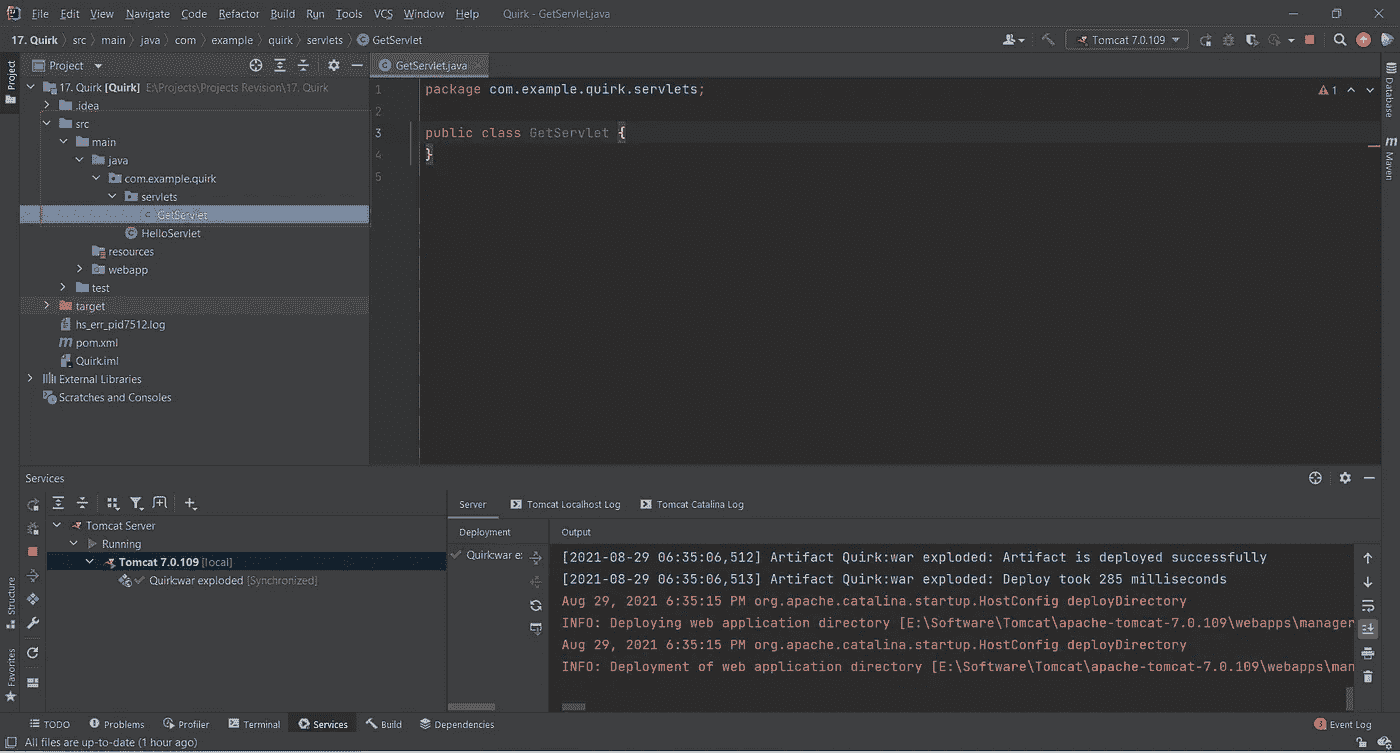 File Edit View Navigate Code Refactor Build Run Tools VCS Window Help Quirk - GetServlet.java
17. Quirk src main java com example quirk servlets GetServlet Tomcat 7.0.109
Project
Project
GetServlet.java
17. Quirk [Quirk] E:\Projects\Projects Revision\17. Quirk
.idea
src
main
java
com.example.quirk
servlets
GetServlet
HelloServlet
resources
webapp
test
target
hs_err_pid7512.log
pom.xml
Quirk.iml
External Libraries
Scratches and Consoles
1 package com.example.quirk.servlets;
2
3 public class GetServlet {
4 }
5
1
Database
m
Maven
Services
Tomcat Server
Running
Tomcat 7.0.109 [local]
Quirk:war exploded [Synchronized]
Server Tomcat Localhost Log Tomcat Catalina Log
Deployment Output
Quirk:war e:
[2021-08-29 06:35:06,512] Artifact Quirk:war exploded: Artifact is deployed successfully
[2021-08-29 06:35:06,513] Artifact Quirk:war exploded: Deploy took 285 milliseconds
Aug 29, 2021 6:35:15 PM org.apache.catalina.startup.HostConfig deployDirectory
INFO: Deploying web application directory [E:\Software\Tomcat\apache-tomcat-7.0.109\webapps\manager
Aug 29, 2021 6:35:15 PM org.apache.catalina.startup.HostConfig deployDirectory
INFO: Deployment of web application directory [E:\Software\Tomcat\apache-tomcat-7.0.109\webapps\man
Structure
Favorites
TODO Problems Profiler Terminal Services Build Dependencies 3 Event Log
All files are up-to-date (1 hour ago)